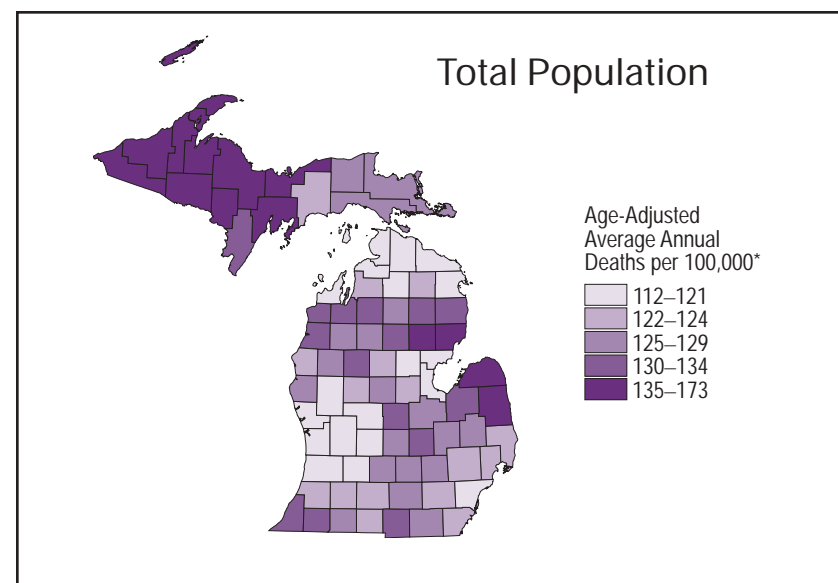 Total Population
Age-Adjusted
Average Annual
Deaths per 100,000*
112–121
122–124
125–129
130–134
135–173